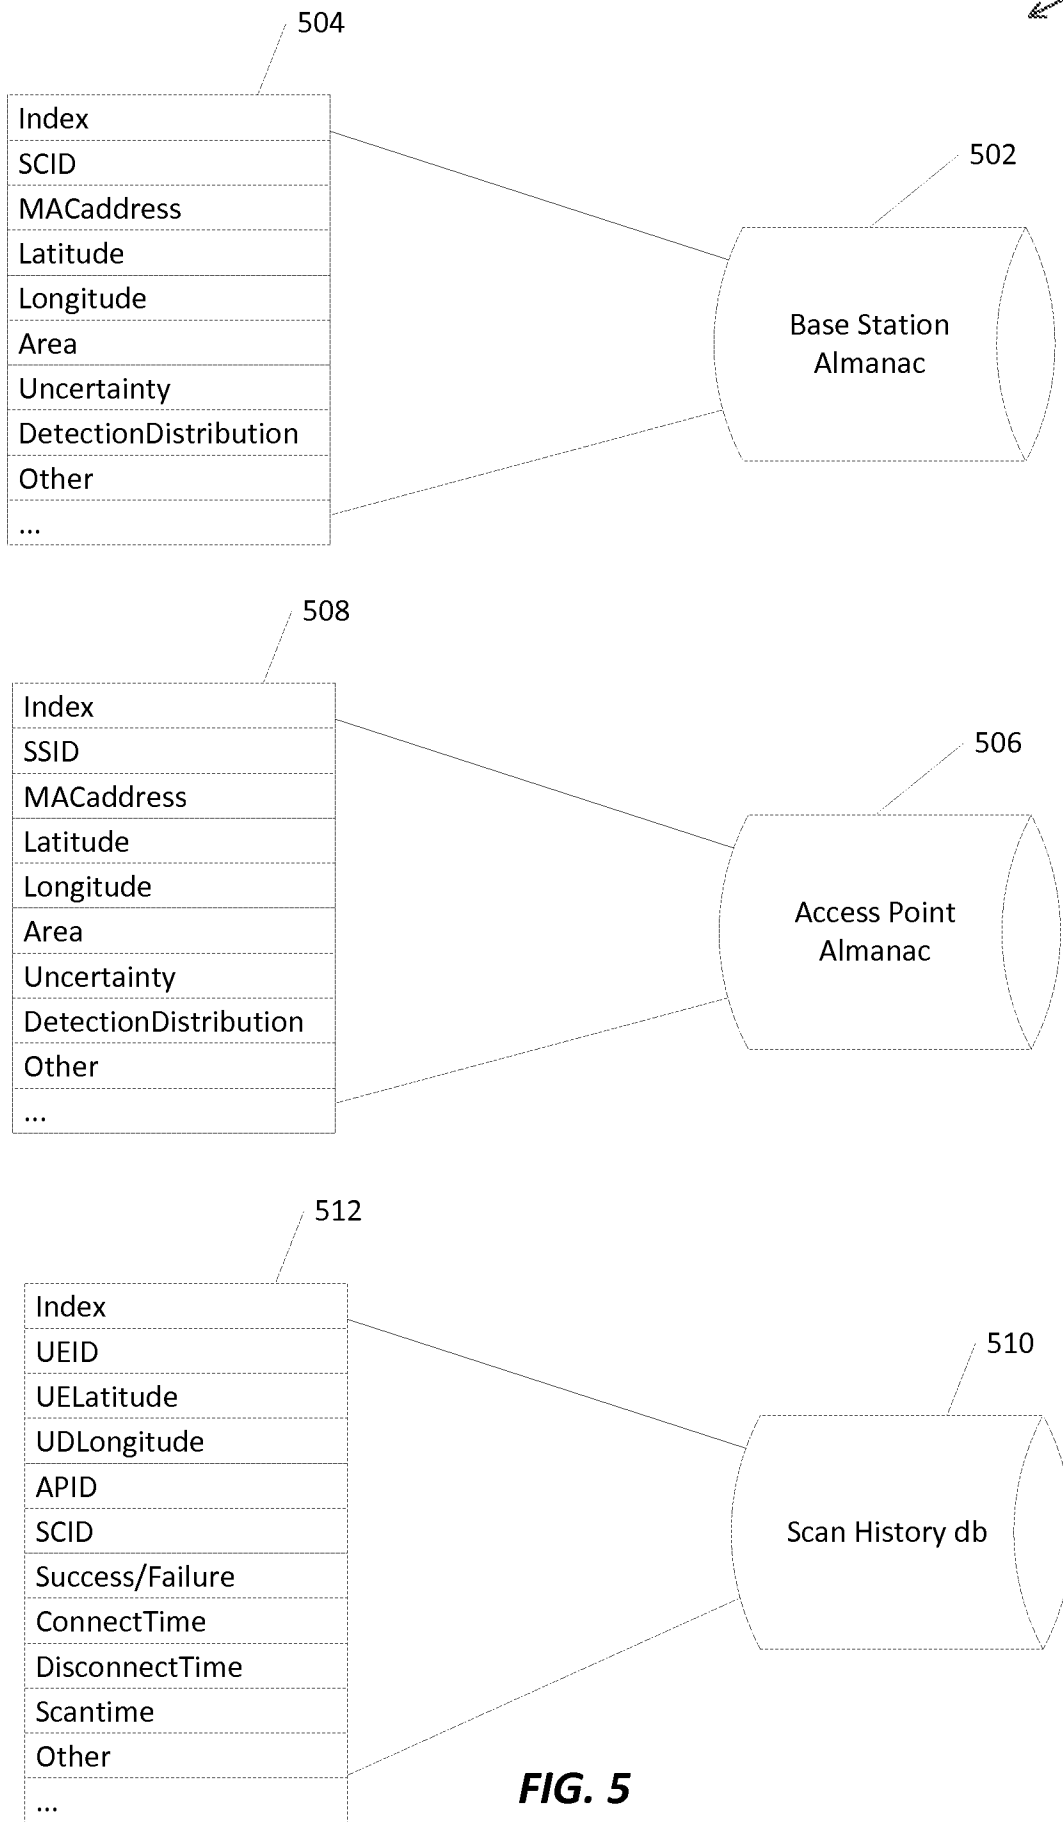 504
Index
SCID
MACaddress
Latitude
Longitude
Area
Uncertainty
DetectionDistribution
Other
...
502
Base Station
Almanac
508
Index
SSID
MACaddress
Latitude
Longitude
Area
Uncertainty
DetectionDistribution
Other
...
506
Access Point
Almanac
512
Index
UEID
UELatitude
UDLongitude
APID
SCID
Success/Failure
ConnectTime
DisconnectTime
Scantime
Other
...
510
Scan History db
FIG. 5